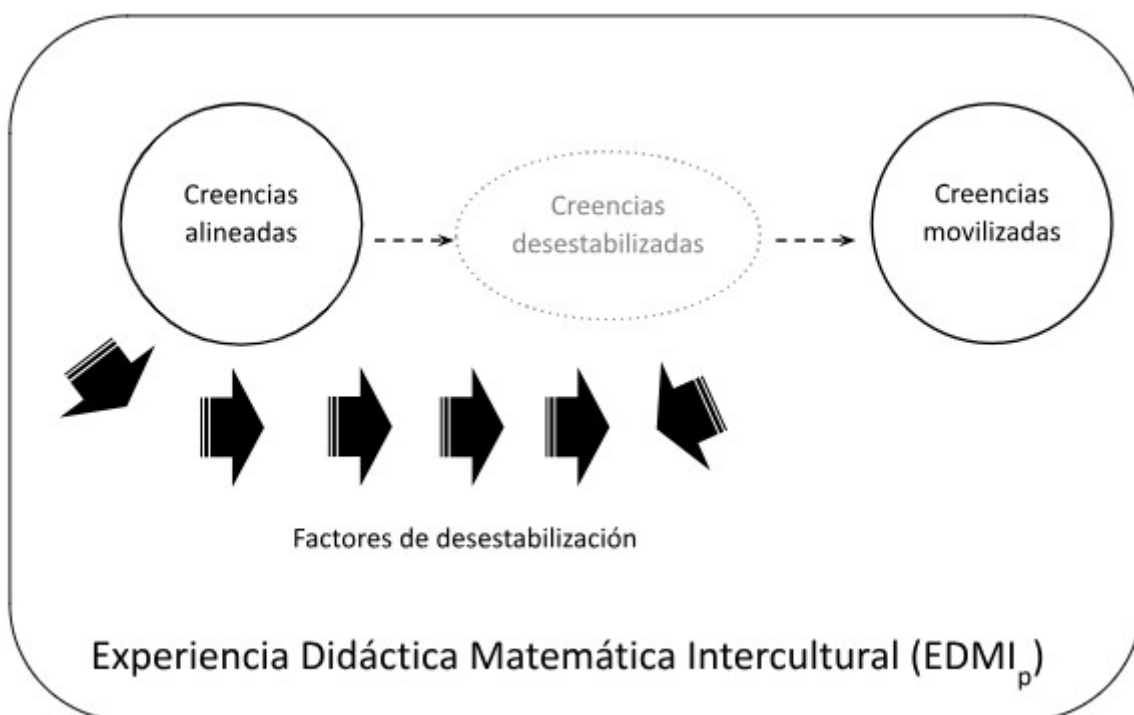 Creencias
alineadas
Creencias
desestabilizadas
Creencias
movilizadas
Factores de desestabilización
Experiencia Didáctica Matemática Intercultural (EDMIp)